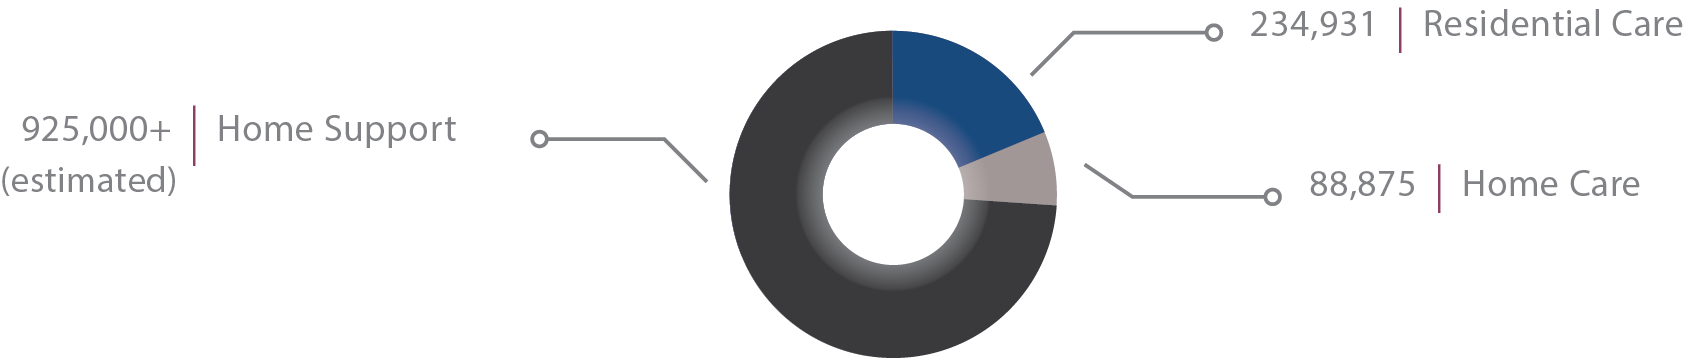 234,931 | Residential Care
925,000+ | Home Support
(estimated)
88,875 | Home Care